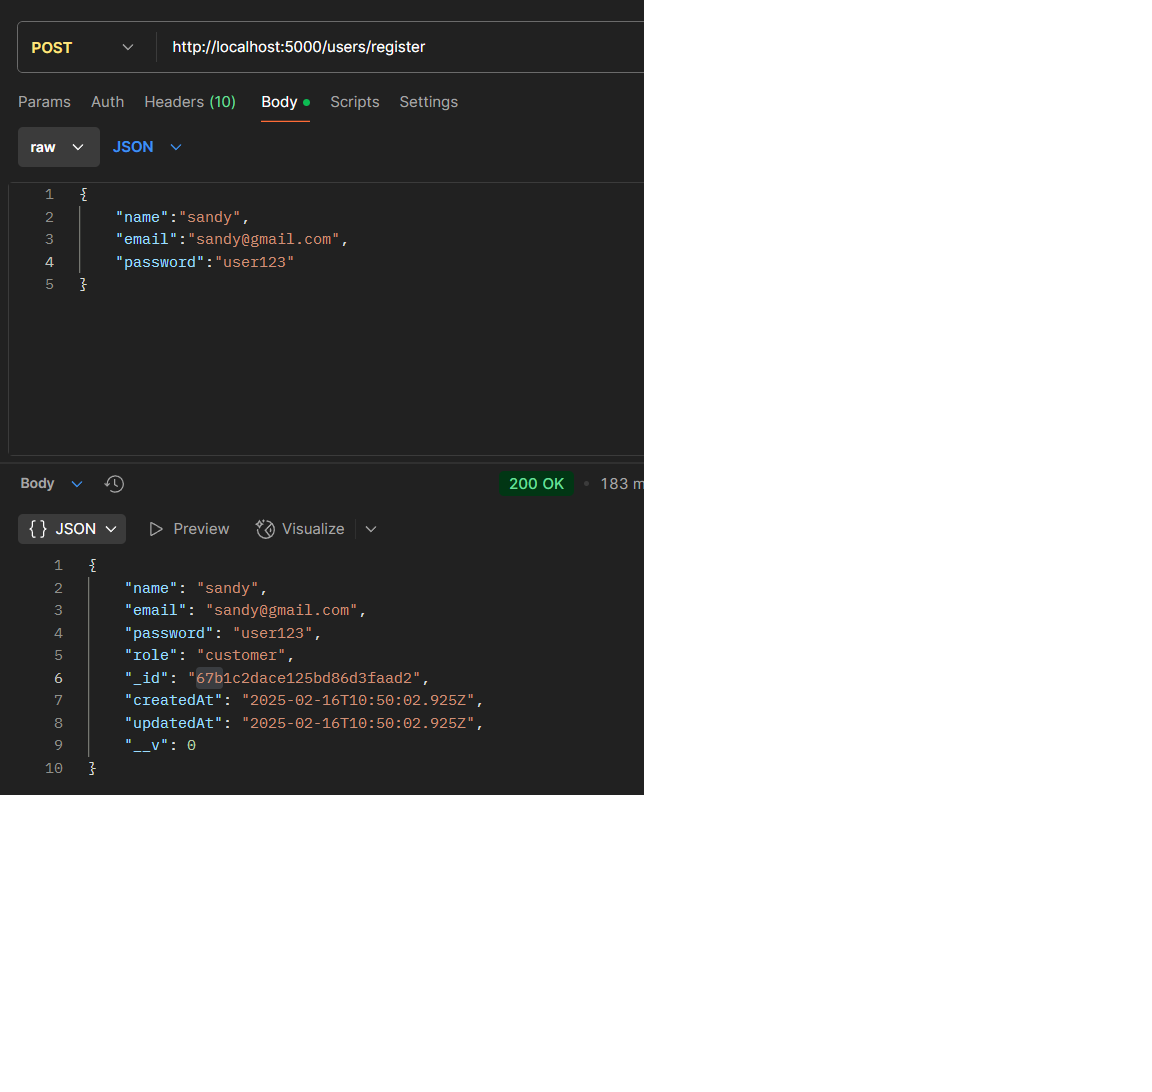 POST http://localhost:5000/users/register
Params Auth Headers (10) Body Scripts Settings
raw JSON
1 {
2 "name":"sandy",
3 "email":"sandy@gmail.com",
4 "password":"user123"
5 }
Body 200 OK 183 m
{} JSON Preview Visualize
1 {
2 "name": "sandy",
3 "email": "sandy@gmail.com",
4 "password": "user123",
5 "role": "customer",
6 "_id": "67b1c2dace125bd86d3faad2",
7 "createdAt": "2025-02-16T10:50:02.925Z",
8 "updatedAt": "2025-02-16T10:50:02.925Z",
9 "__v": 0
10 }